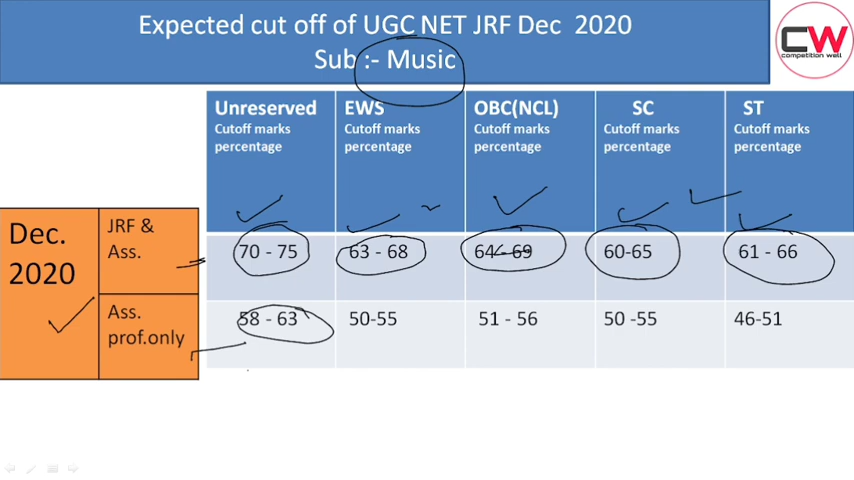 Expected cut off of UGC NET JRF Dec 2020
Sub :- Music
CW
competition well
Unreserved EWS OBC(NCL) SC ST
Cutoff marks Cutoff marks Cutoff marks Cutoff marks Cutoff marks
percentage percentage percentage percentage percentage
Dec.
2020
JRF &
Ass.
70 - 75 63 - 68 64 - 69 60-65 61 - 66
Ass.
prof.only
58 - 63 50-55 51 - 56 50 -55 46-51